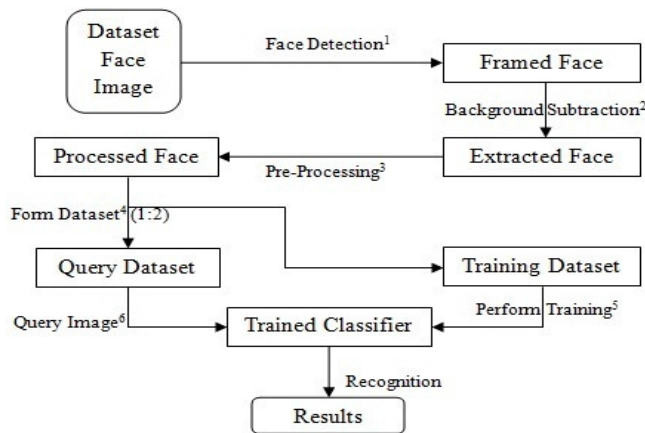 Dataset
Face
Image
Face Detection¹
Framed Face
Background Subtraction²
Processed Face
Pre-Processing³
Extracted Face
Form Dataset⁴ (1:2)
Query Dataset
Training Dataset
Query Image⁶
Trained Classifier
Perform Training⁵
Recognition
Results